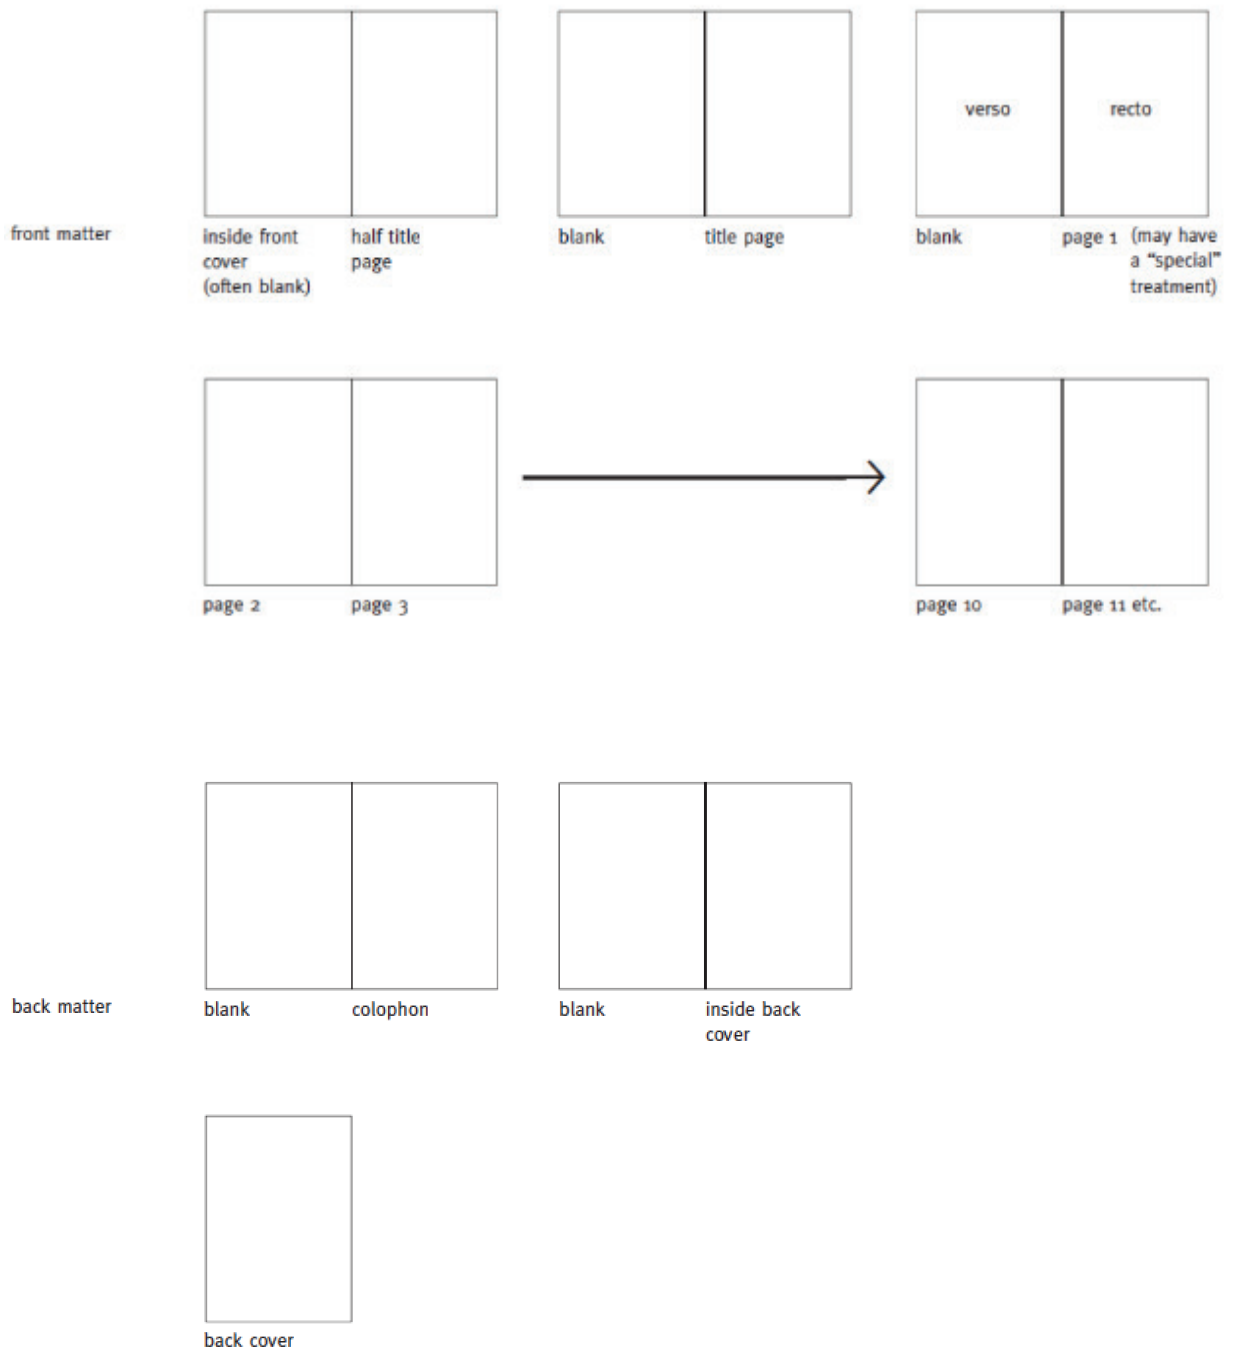 verso
recto
front matter
inside front
cover
(often blank)
half title
page
blank
title page
blank
page 1
(may have
a “special”
treatment)
page 2
page 3
page 10
page 11 etc.
back matter
blank
colophon
blank
inside back
cover
back cover